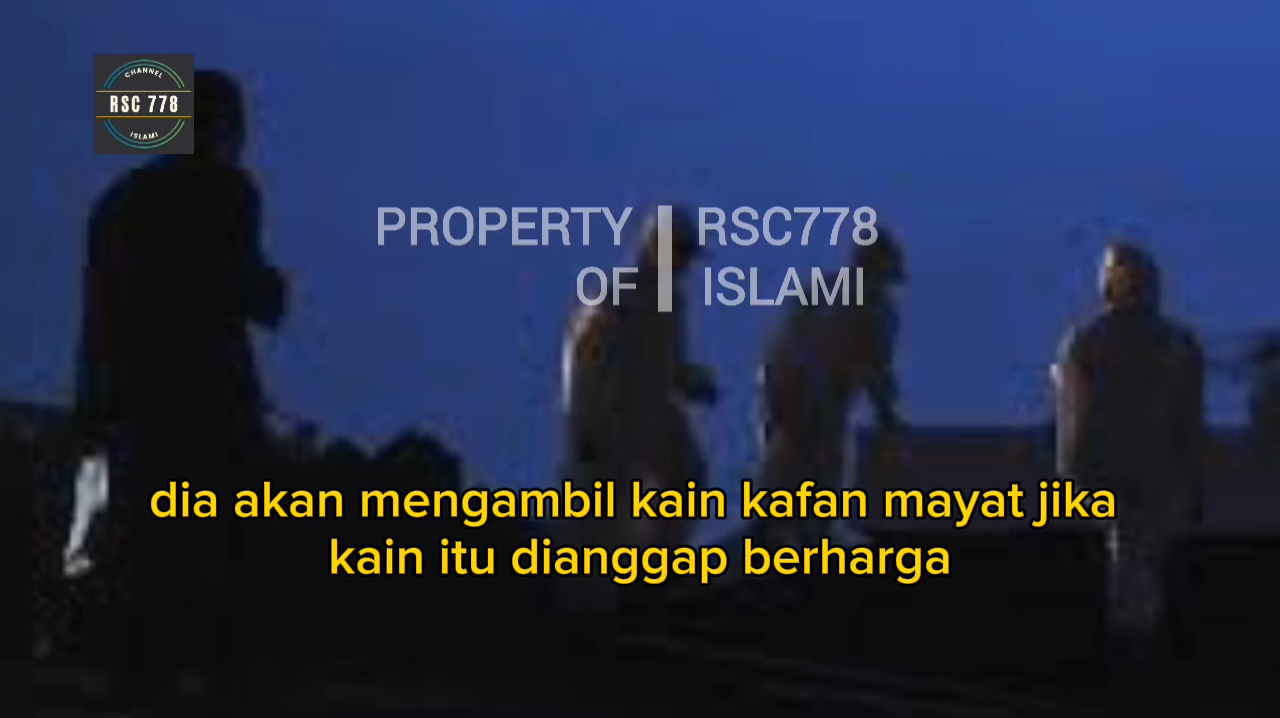 CHANNEL
RSC 778
ISLAMI
PROPERTY RSC778
OF ISLAMI
dia akan mengambil kain kafan mayat jika
kain itu dianggap berharga